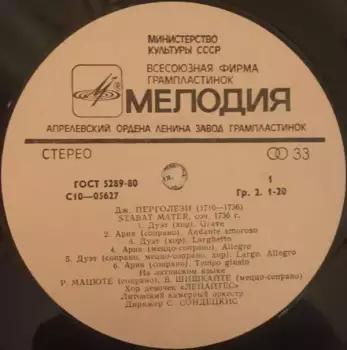 МИНИСТЕРСТВО
КУЛЬТУРЫ СССР
ВСЕСОЮЗНАЯ ФИРМА
ГРАМПЛАСТИНОК
МЕЛОДИЯ
АПРЕЛЕВСКИЙ ОРДЕНА ЛЕНИНА ЗАВОД ГРАМПЛАСТИНОК
СТЕРЕО 33
ГОСТ 5289-80 1
С10—05627 Гр. 2. 1-20
Дж. ПЕРГОЛЕЗИ (1710—1736)
STABAT MATER, соч. 1736 г.
1. Дуэт (хор). Grave
2. Ария (сопрано). Andante amoroso
3. Дуэт (хор). Larghetto
4. Ария (меццо-сопрано). Allegro
5. Дуэт (сопрано, меццо-сопрано, хор). Largo. Allegro
6. Ария (сопрано). Tempo giusto
На латинском языке
Р. МАЦЮТЕ (сопрано), В. ШИШКАЙТЕ (меццо-сопрано)
Хор девочек «ЛЕПАЙТЕС»
Литовский камерный оркестр
Дирижер С. СОНДЕЦКИС